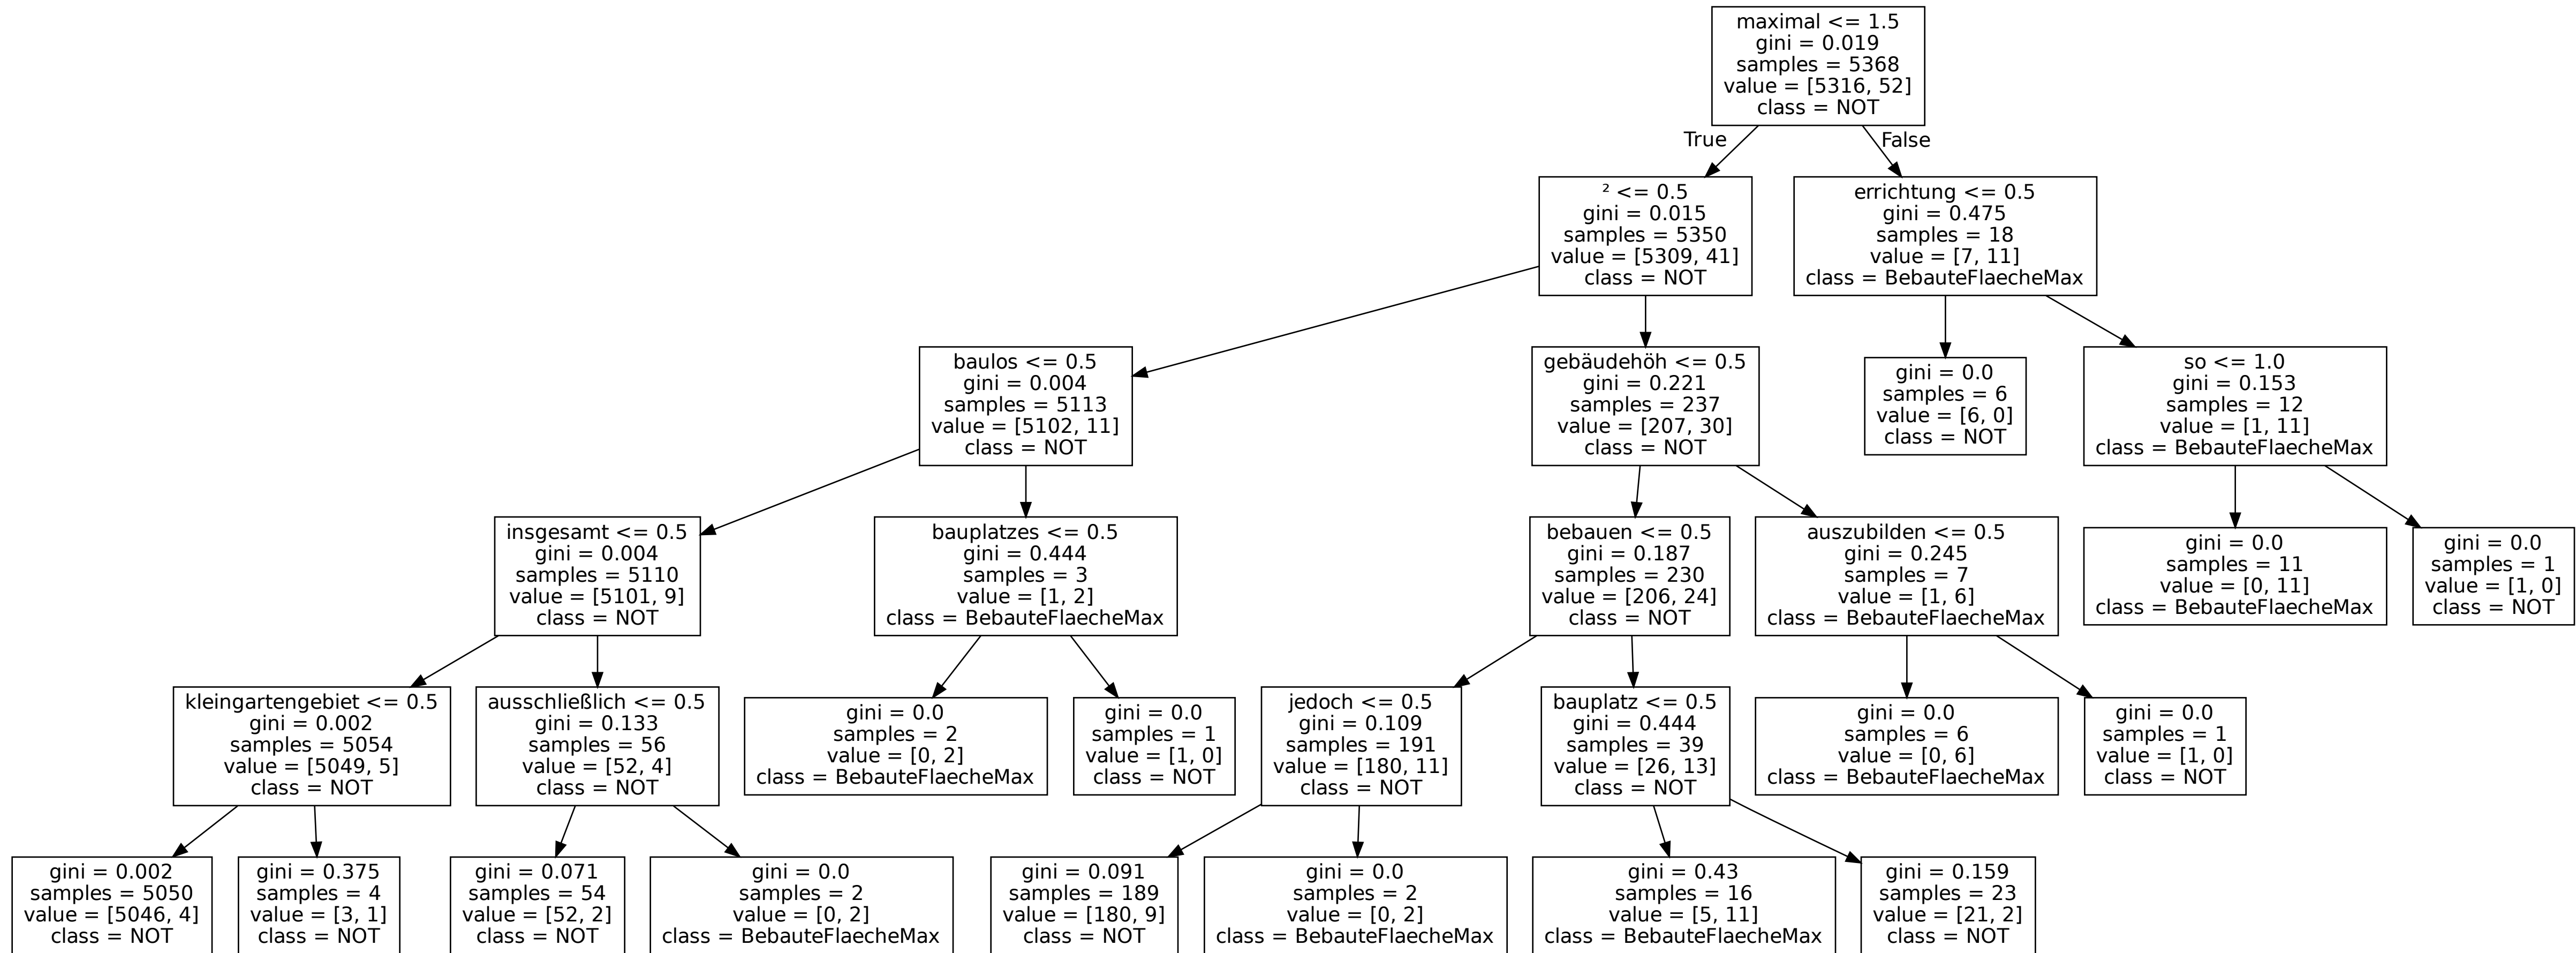 maximal <= 1.5
gini = 0.019
samples = 5368
value = [5316, 52]
class = NOT
True
False
² <= 0.5
gini = 0.015
samples = 5350
value = [5309, 41]
class = NOT
errichtung <= 0.5
gini = 0.475
samples = 18
value = [7, 11]
class = BebauteFlaecheMax
baulos <= 0.5
gini = 0.004
samples = 5113
value = [5102, 11]
class = NOT
gebäudehöh <= 0.5
gini = 0.221
samples = 237
value = [207, 30]
class = NOT
gini = 0.0
samples = 6
value = [6, 0]
class = NOT
so <= 1.0
gini = 0.153
samples = 12
value = [1, 11]
class = BebauteFlaecheMax
insgesamt <= 0.5
gini = 0.004
samples = 5110
value = [5101, 9]
class = NOT
bauplatzes <= 0.5
gini = 0.444
samples = 3
value = [1, 2]
class = BebauteFlaecheMax
bebauen <= 0.5
gini = 0.187
samples = 230
value = [206, 24]
class = NOT
auszubilden <= 0.5
gini = 0.245
samples = 7
value = [1, 6]
class = BebauteFlaecheMax
gini = 0.0
samples = 11
value = [0, 11]
class = BebauteFlaecheMax
gini = 0.0
samples = 1
value = [1, 0]
class = NOT
kleingartengebiet <= 0.5
gini = 0.002
samples = 5054
value = [5049, 5]
class = NOT
ausschließlich <= 0.5
gini = 0.133
samples = 56
value = [52, 4]
class = NOT
gini = 0.0
samples = 2
value = [0, 2]
class = BebauteFlaecheMax
gini = 0.0
samples = 1
value = [1, 0]
class = NOT
jedoch <= 0.5
gini = 0.109
samples = 191
value = [180, 11]
class = NOT
bauplatz <= 0.5
gini = 0.444
samples = 39
value = [26, 13]
class = NOT
gini = 0.0
samples = 6
value = [0, 6]
class = BebauteFlaecheMax
gini = 0.0
samples = 1
value = [1, 0]
class = NOT
gini = 0.002
samples = 5050
value = [5046, 4]
class = NOT
gini = 0.375
samples = 4
value = [3, 1]
class = NOT
gini = 0.071
samples = 54
value = [52, 2]
class = NOT
gini = 0.0
samples = 2
value = [0, 2]
class = BebauteFlaecheMax
gini = 0.091
samples = 189
value = [180, 9]
class = NOT
gini = 0.0
samples = 2
value = [0, 2]
class = BebauteFlaecheMax
gini = 0.43
samples = 16
value = [5, 11]
class = BebauteFlaecheMax
gini = 0.159
samples = 23
value = [21, 2]
class = NOT